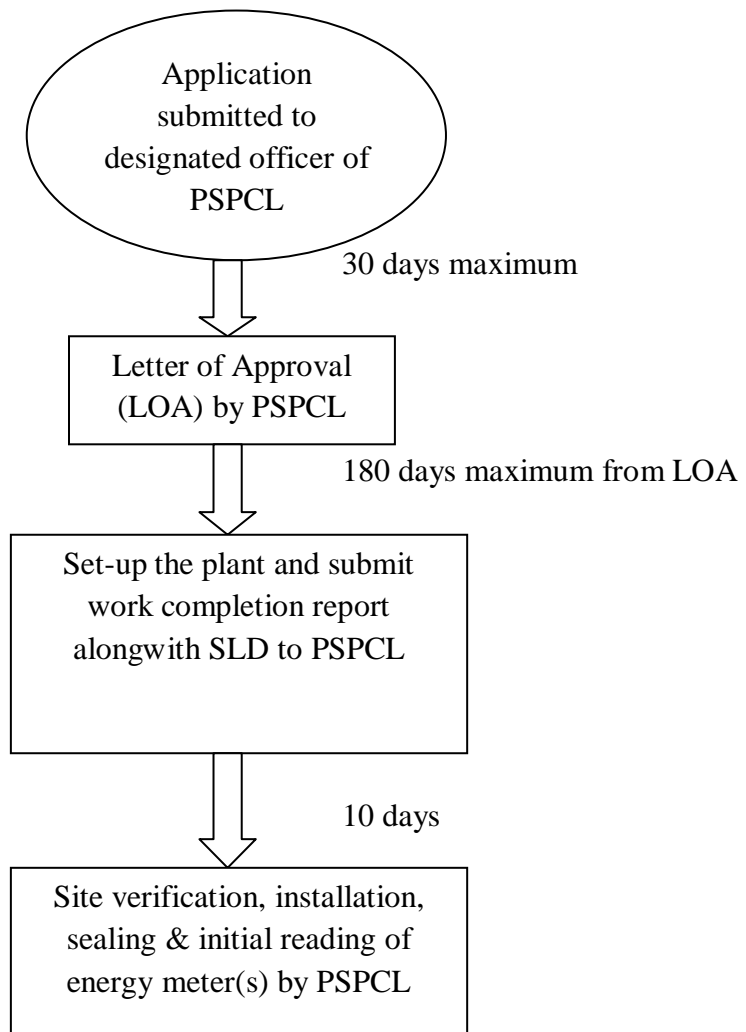 Application
submitted to
designated officer of
PSPCL
30 days maximum
Letter of Approval
(LOA) by PSPCL
180 days maximum from LOA
Set-up the plant and submit
work completion report
alongwith SLD to PSPCL
10 days
Site verification, installation,
sealing & initial reading of
energy meter(s) by PSPCL